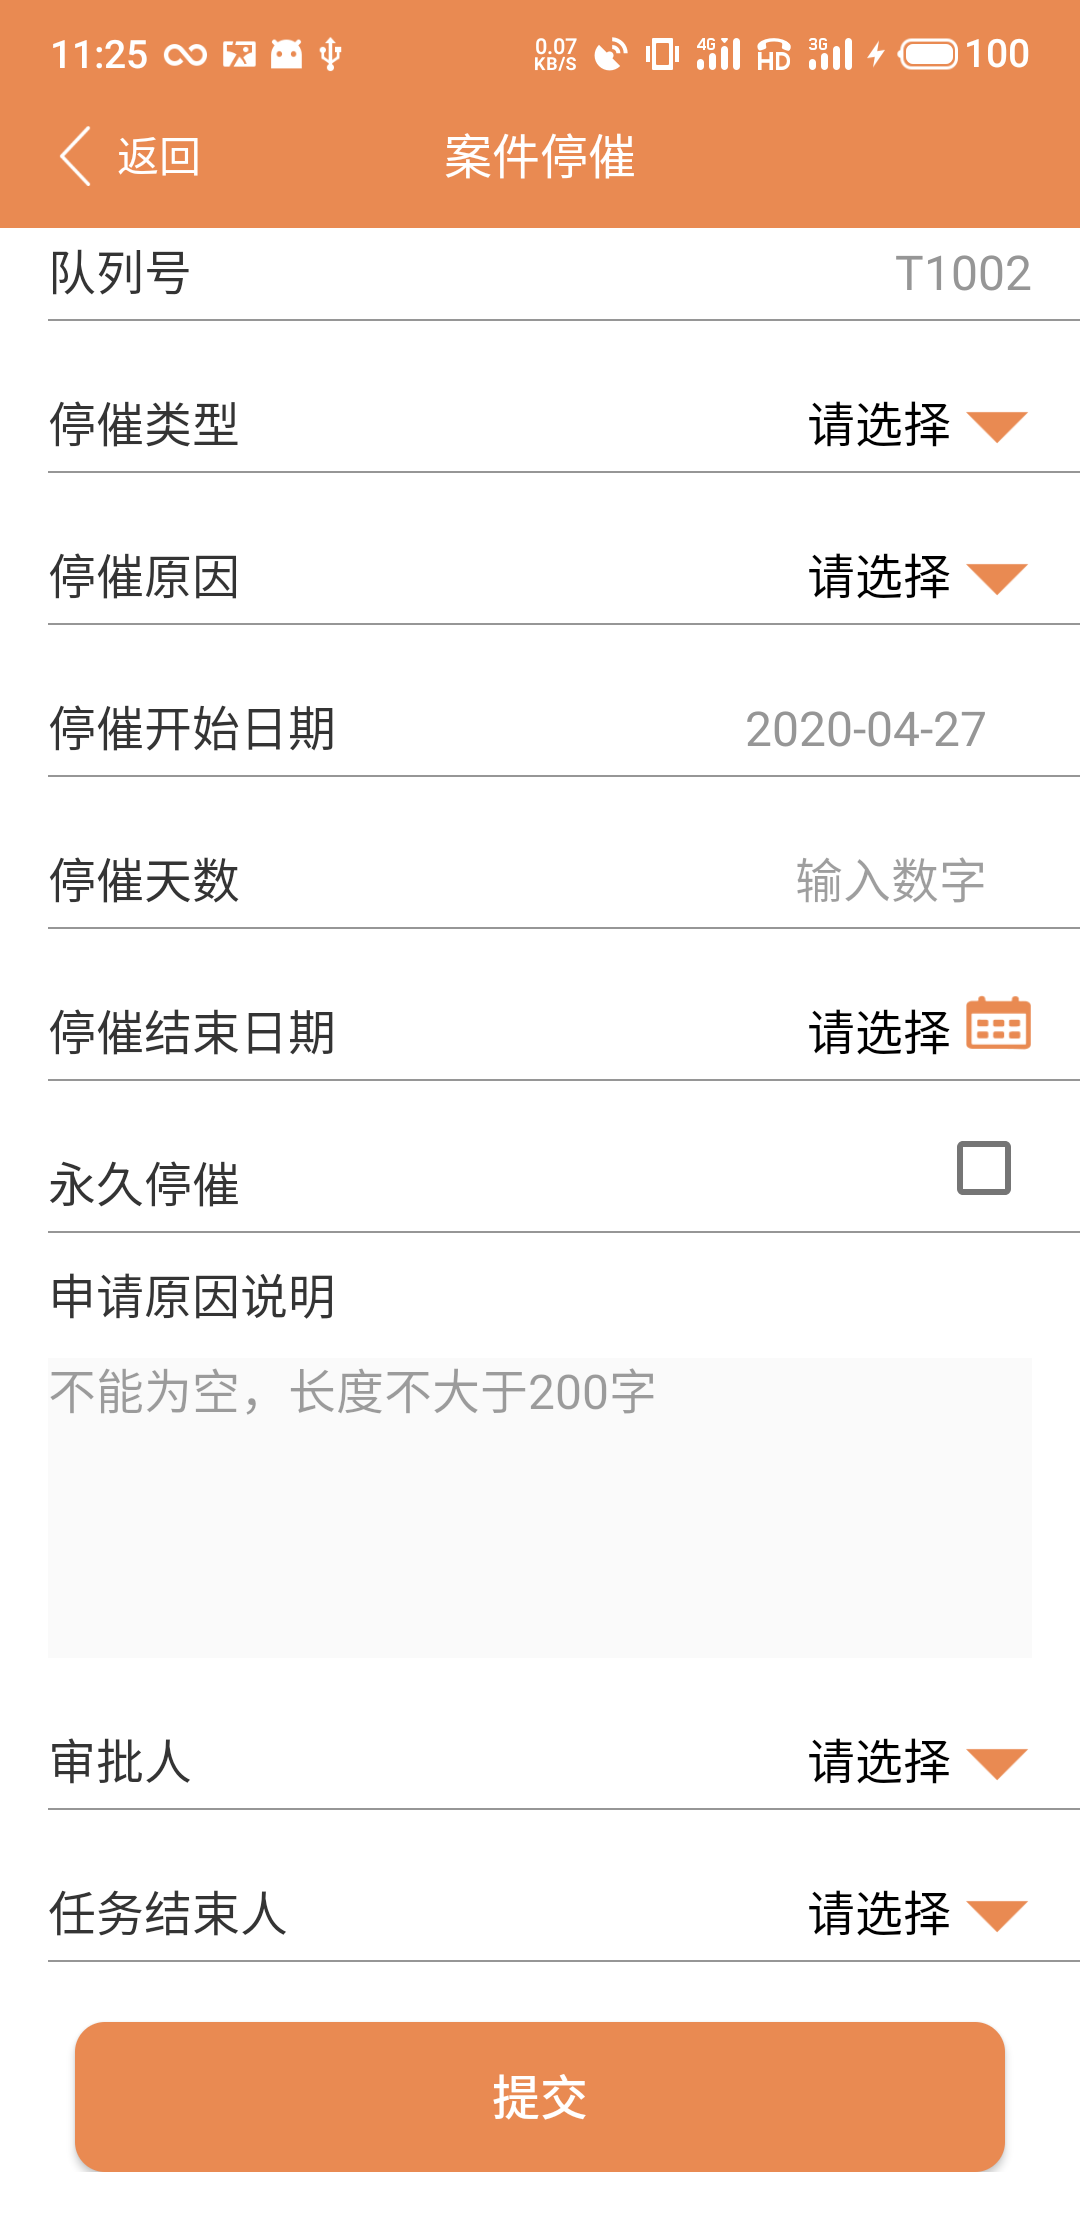 11:25 0.07 KB/S 4G HD 3G 100
返回 案件停催
队列号 T1002
停催类型 请选择
停催原因 请选择
停催开始日期 2020-04-27
停催天数 输入数字
停催结束日期 请选择
永久停催
申请原因说明
不能为空，长度不大于200字
审批人 请选择
任务结束人 请选择
提交